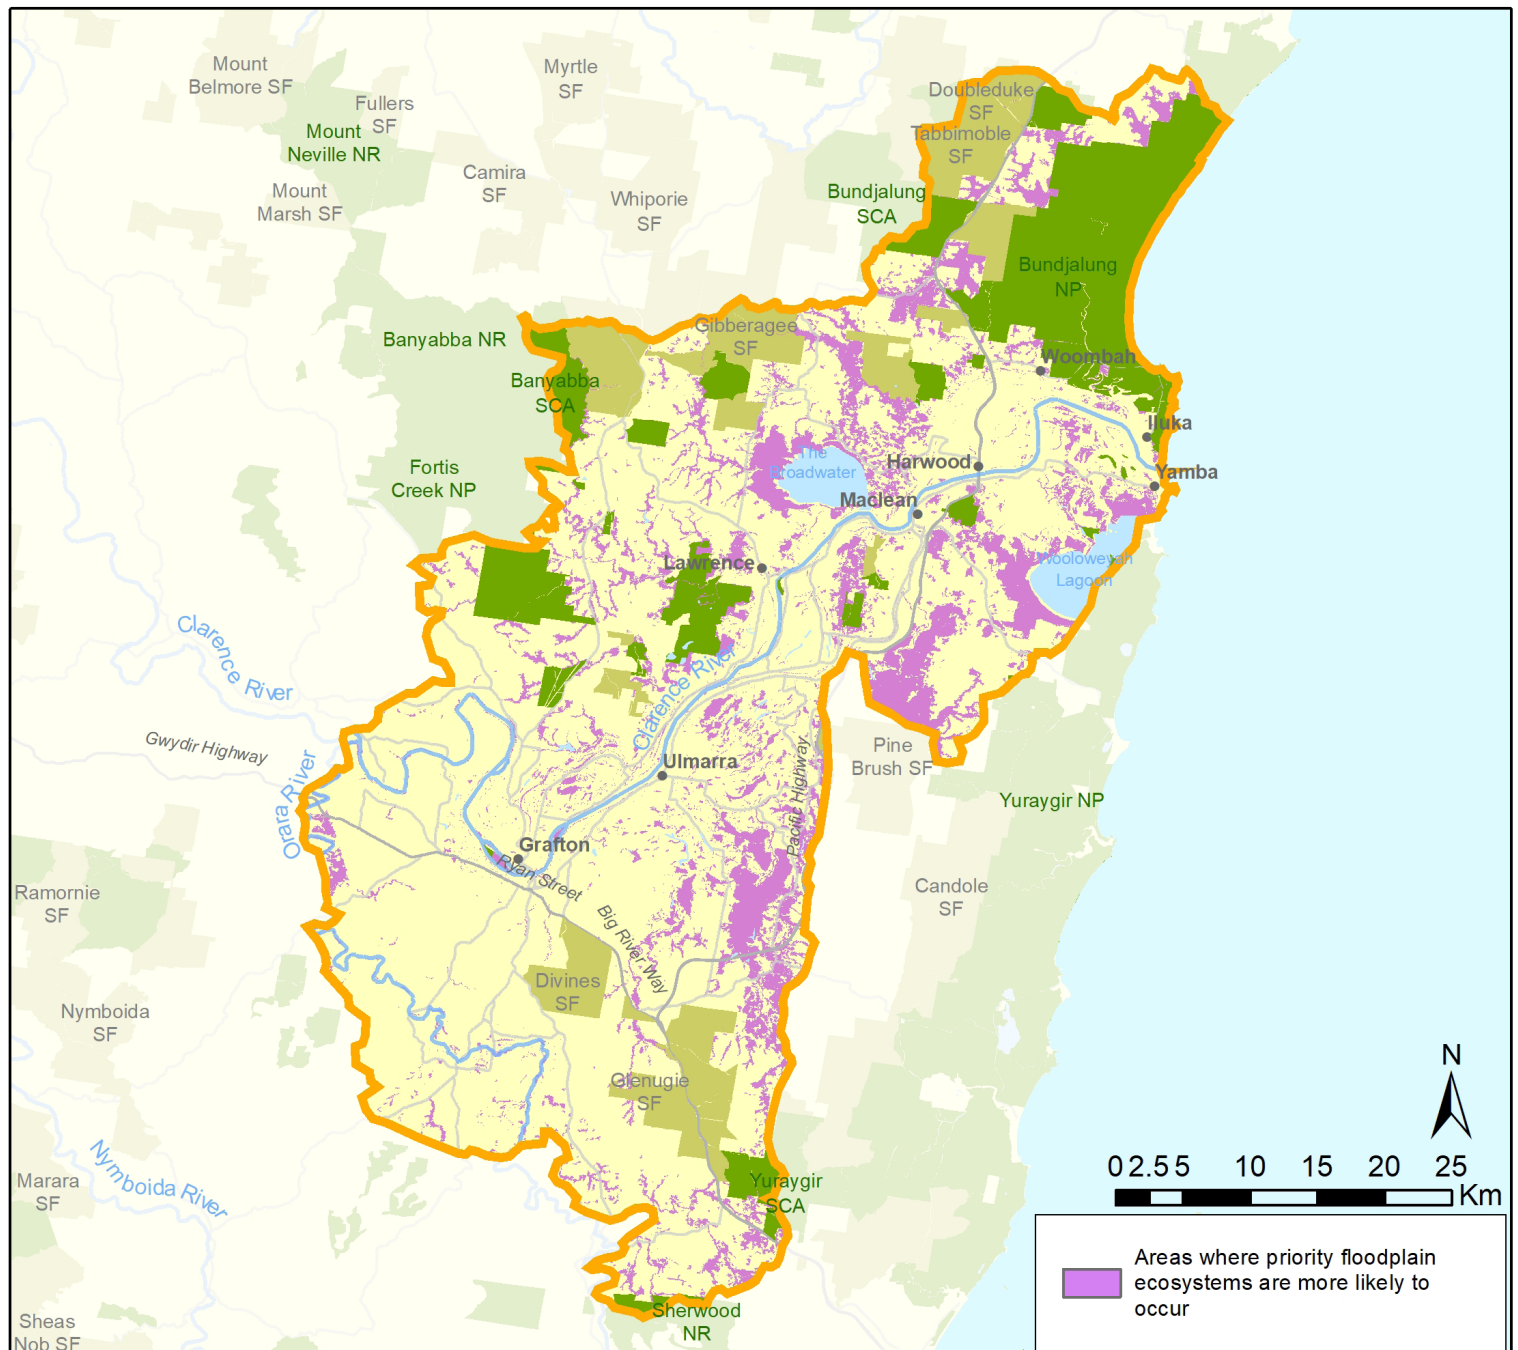 Mount
Belmore SF
Myrtle
SF
Fullers
SF
Mount
Neville NR
Mount
Marsh SF
Camira
SF
Whiporie
SF
Doubleduke
SF
Tabbimoble
SF
Bundjalung
SCA
Bundjalung
NP
Banyabba NR
Gibberagee
SF
Banyabba
SCA
Woombah
Iluka
Yamba
Fortis
Creek NP
The
Broadwater
Harwood
Maclean
Lawrence
Wooloweyah
Lagoon
Clarence River
Clarence River
Gwydir Highway
Orara River
Ulmarra
Pacific Highway
Pine
Brush SF
Yuraygir NP
Grafton
Ryan Street
Big River Way
Ramornie
SF
Candole
SF
Divines
SF
Nymboida
SF
Glenugie
SF
Nymboida River
Marara
SF
Yuraygir
SCA
Sherwood
NR
Sheas
Nob SF
N
0 2.5 5 10 15 20 25
Km
Areas where priority floodplain
ecosystems are more likely to
occur